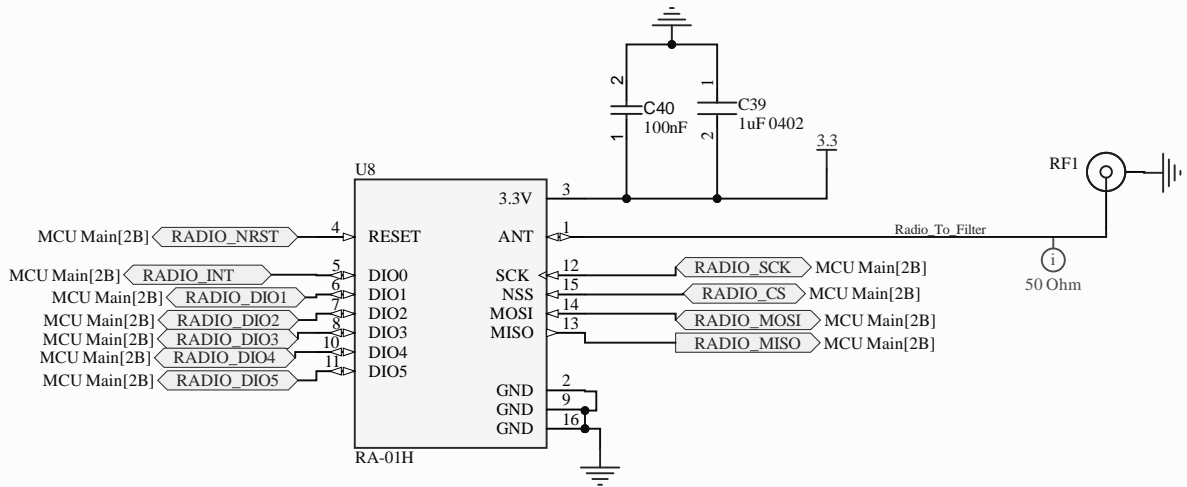 2
1
C40
100nF
1
2
C39
1uF 0402
3.3
RF1
U8
3.3V
3
MCU Main[2B]
RADIO_NRST
4
RESET
ANT
1
Radio_To_Filter
i
50 Ohm
MCU Main[2B]
RADIO_INT
5
DIO0
SCK
12
RADIO_SCK
MCU Main[2B]
MCU Main[2B]
RADIO_DIO1
6
DIO1
NSS
15
RADIO_CS
MCU Main[2B]
MCU Main[2B]
RADIO_DIO2
7
DIO2
MOSI
14
RADIO_MOSI
MCU Main[2B]
MCU Main[2B]
RADIO_DIO3
8
DIO3
MISO
13
RADIO_MISO
MCU Main[2B]
MCU Main[2B]
RADIO_DIO4
10
DIO4
MCU Main[2B]
RADIO_DIO5
11
DIO5
GND
2
GND
9
GND
16
RA-01H